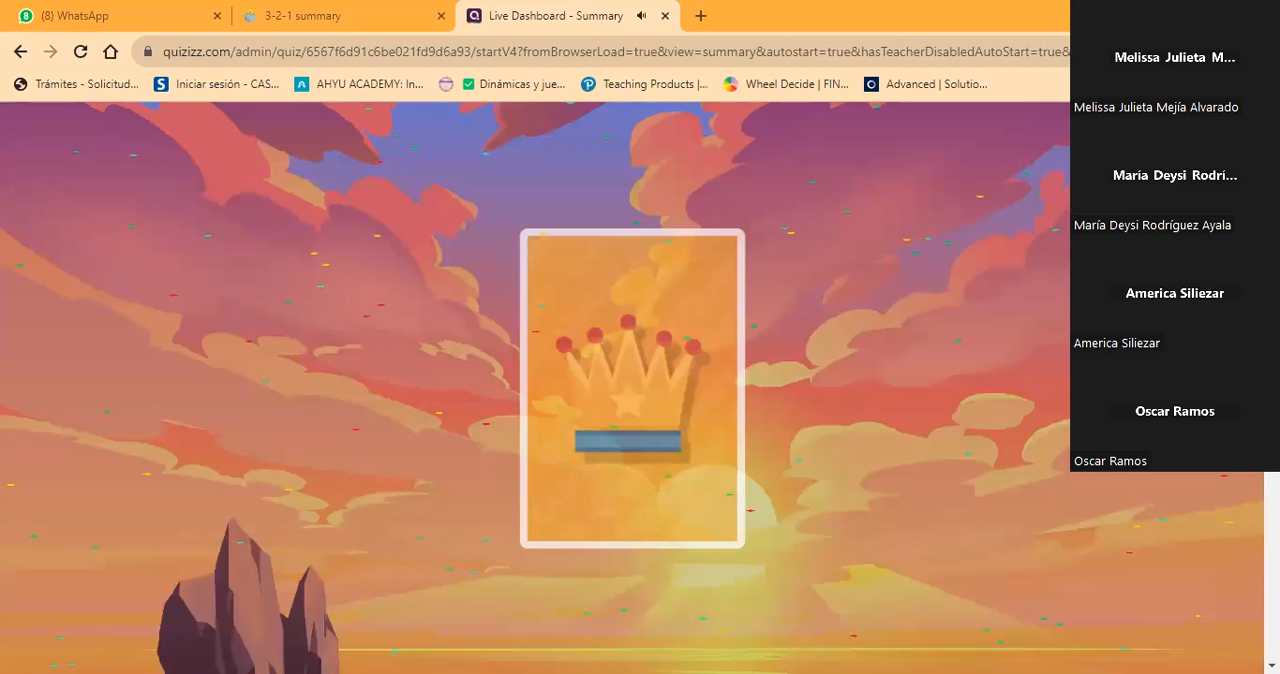 (8) WhatsApp
3-2-1 summary
Live Dashboard - Summary
quizizz.com/admin/quiz/6567f6d91c6be021fd9d6a93/startV4?fromBrowserLoad=true&view=summary&autostart=true&hasTeacherDisabledAutoStart=true&
Trámites - Solicitud...
Iniciar sesión - CAS...
AHYU ACADEMY: In...
Dinámicas y jue...
Teaching Products |...
Wheel Decide | FIN...
Advanced | Solutio...
Melissa Julieta M...
Melissa Julieta Mejía Alvarado
María Deysi Rodrí...
María Deysi Rodríguez Ayala
America Siliezar
America Siliezar
Oscar Ramos
Oscar Ramos